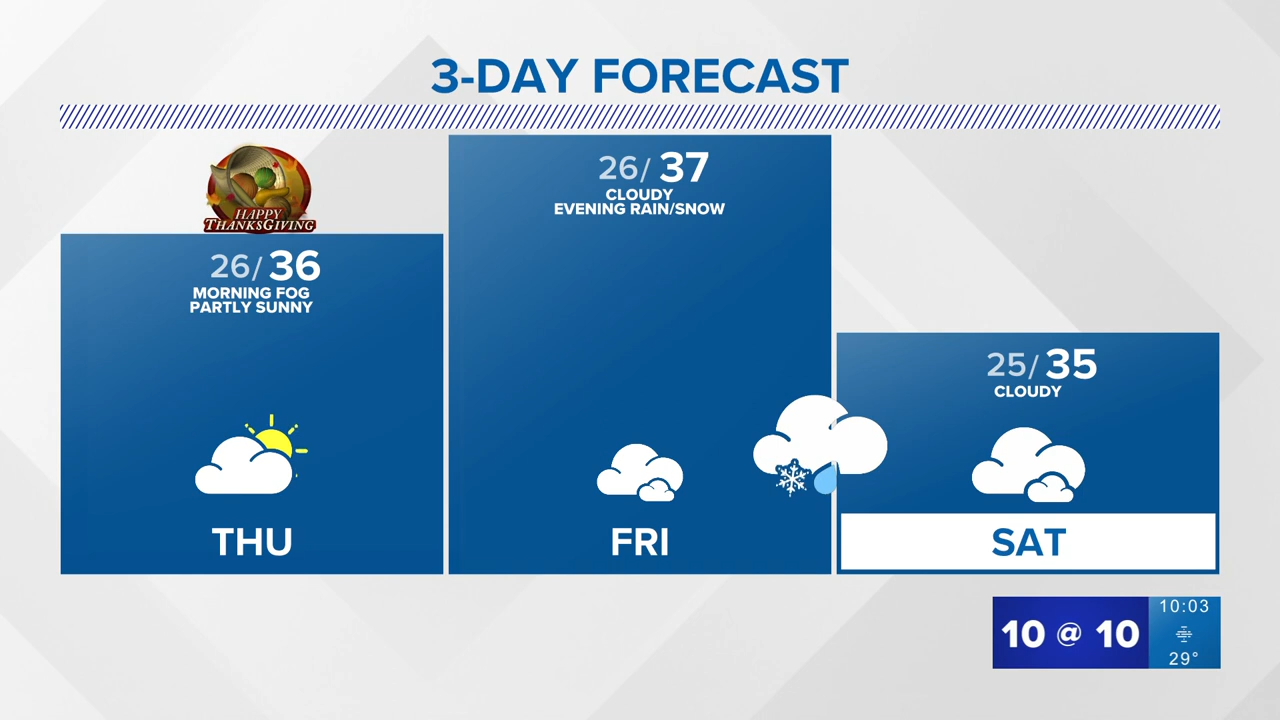 3-DAY FORECAST
HAPPY
THANKSGIVING
26/ 36
MORNING FOG
PARTLY SUNNY
THU
26/ 37
CLOUDY
EVENING RAIN/SNOW
FRI
25/ 35
CLOUDY
SAT
10 @ 10
10:03
29°